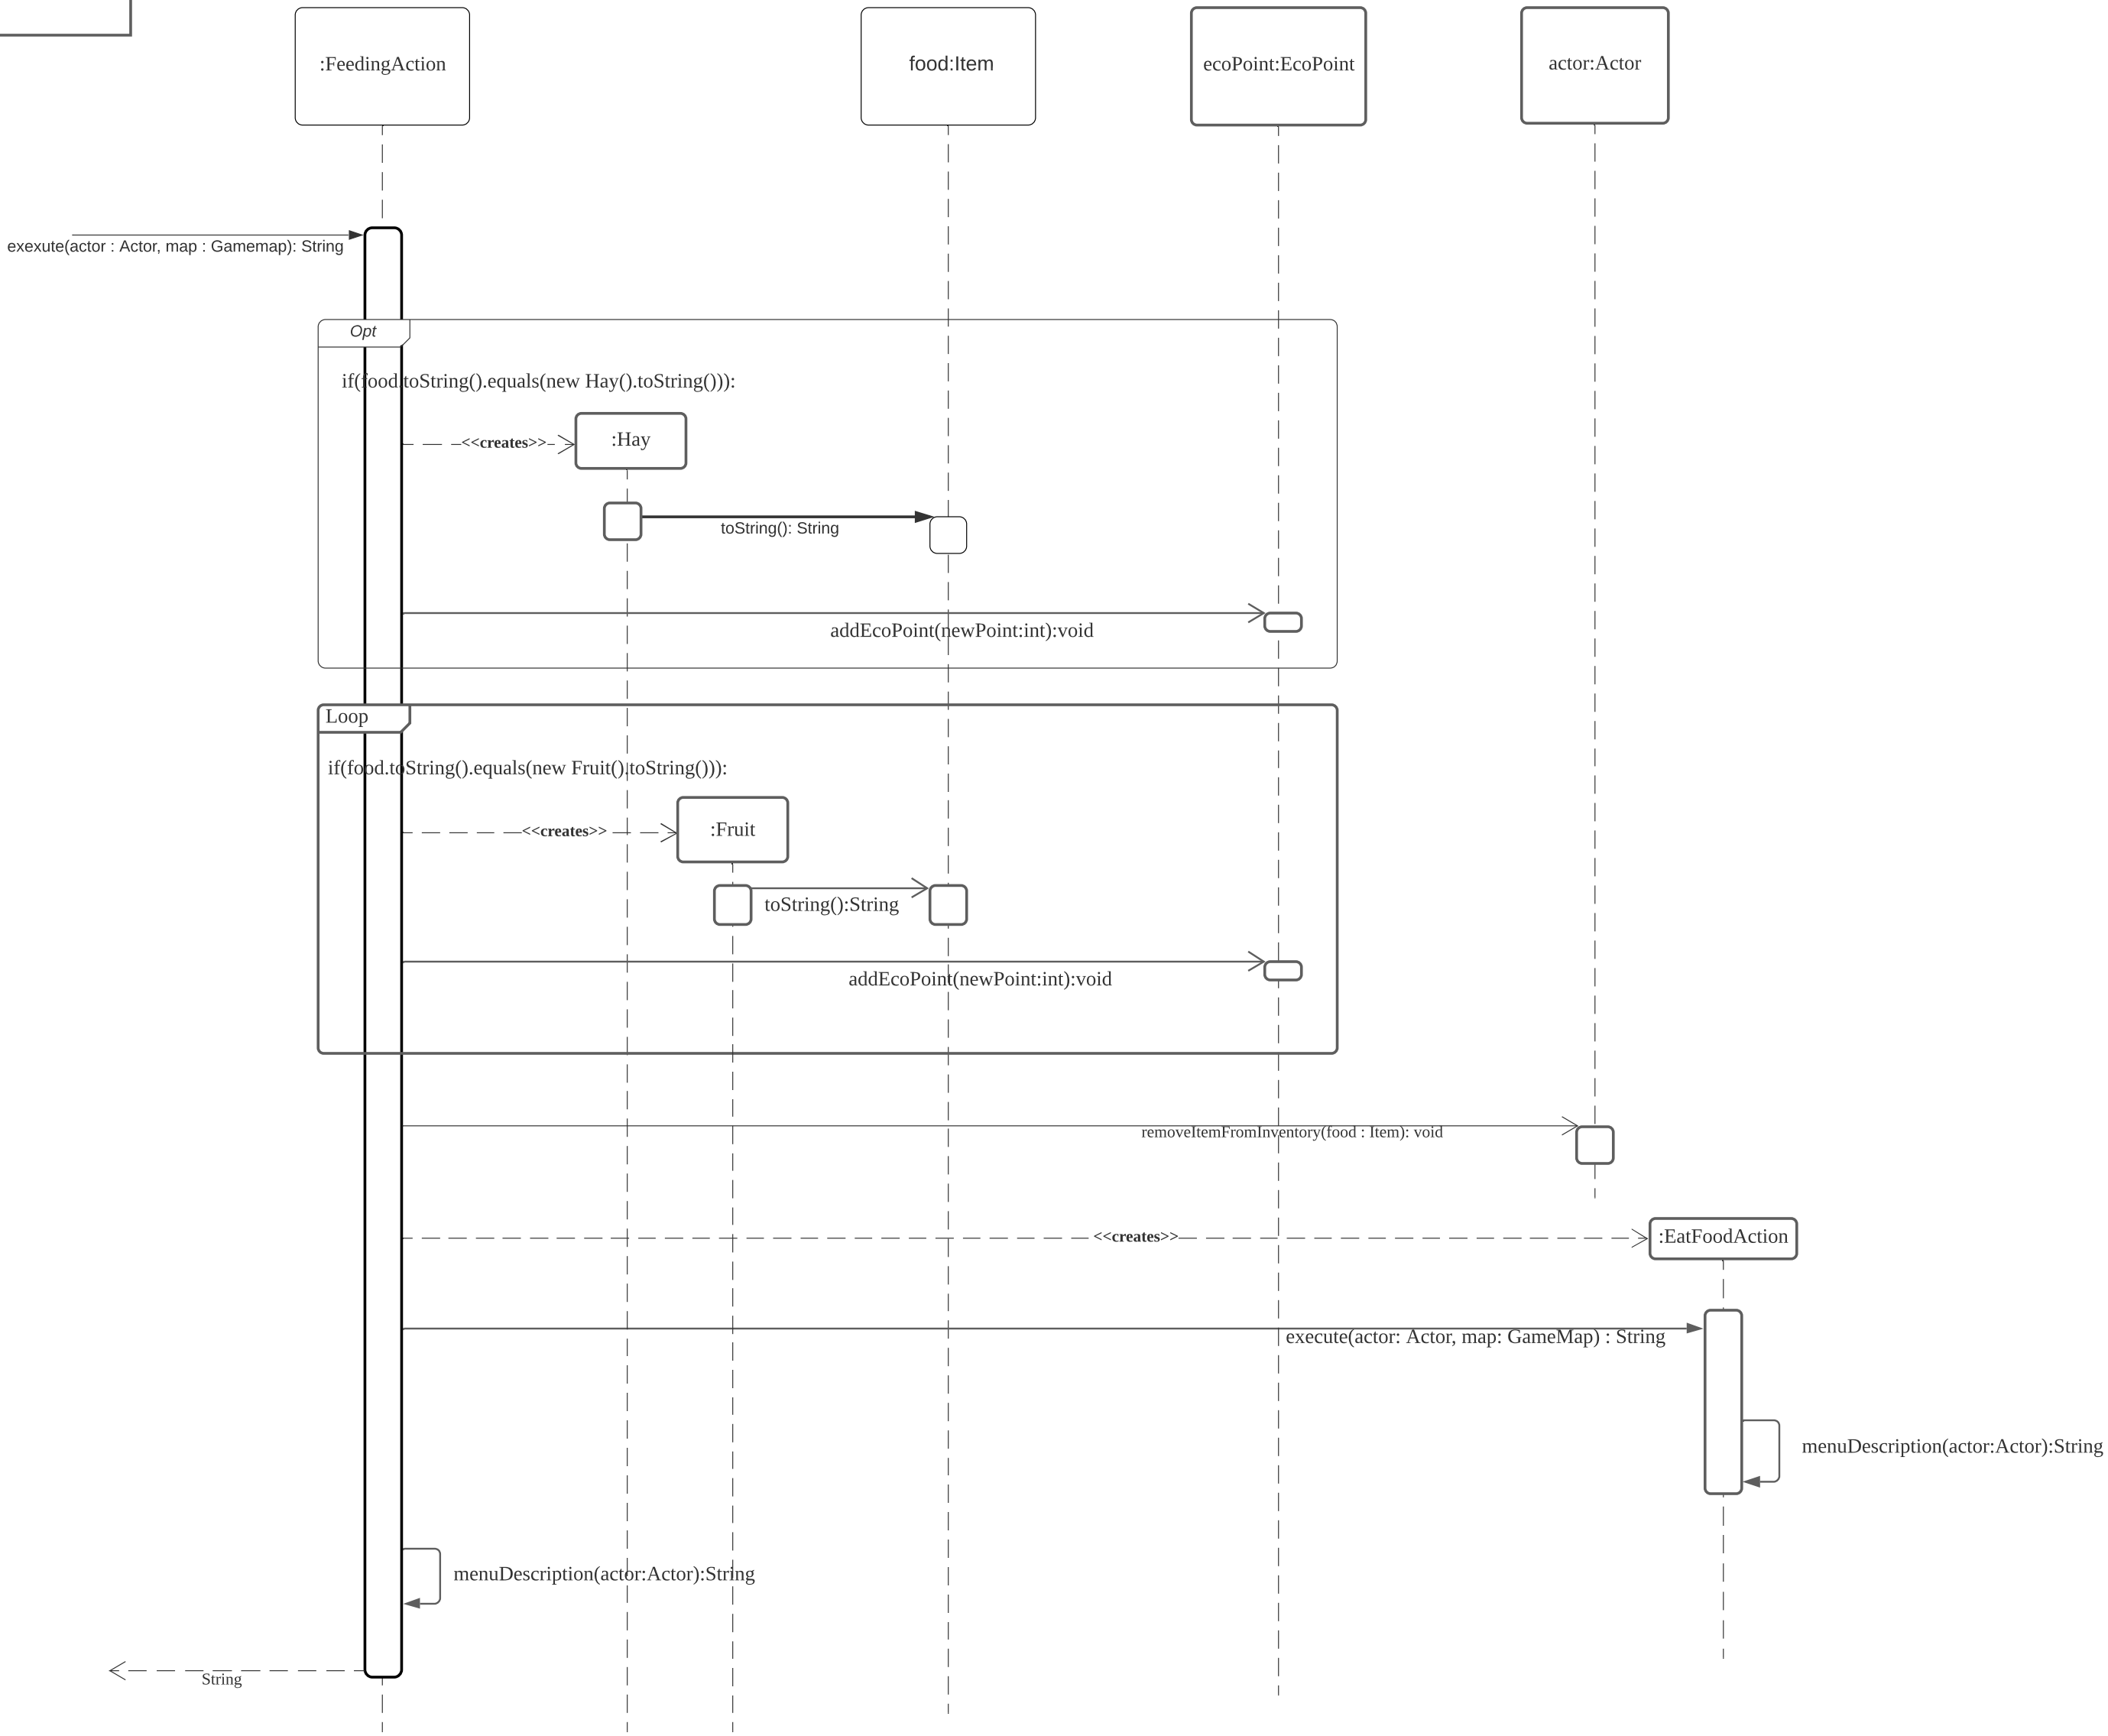 :FeedingAction
food:Item
ecoPoint:EcoPoint
actor:Actor
exexute(actor : Actor, map : Gamemap): String
Opt
if(food.toString().equals(new Hay().toString())):
<<creates>>
:Hay
toString(): String
addEcoPoint(newPoint:int):void
Loop
if(food.toString().equals(new Fruit().toString())):
<<creates>>
:Fruit
toString():String
addEcoPoint(newPoint:int):void
removeItemFromInventory(food : Item): void
<<creates>>
:EatFoodAction
execute(actor: Actor, map: GameMap) : String
menuDescription(actor:Actor):String
menuDescription(actor:Actor):String
String